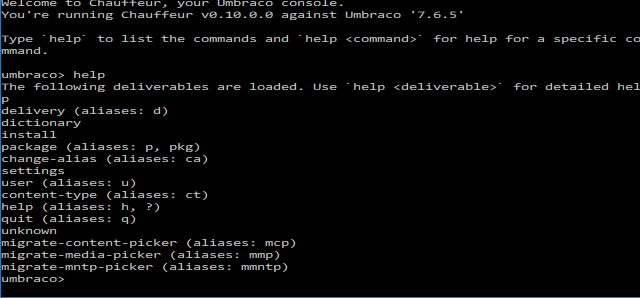 Welcome to Chauffeur, your Umbraco console.
You're running Chauffeur v0.10.0.0 against Umbraco '7.6.5'
Type `help` to list the commands and `help <command>` for help for a specific co
mmand.
umbraco> help
The following deliverables are loaded. Use `help <deliverable>` for detailed hel
p
delivery (aliases: d)
dictionary
install
package (aliases: p, pkg)
change-alias (aliases: ca)
settings
user (aliases: u)
content-type (aliases: ct)
help (aliases: h, ?)
quit (aliases: q)
unknown
migrate-content-picker (aliases: mcp)
migrate-media-picker (aliases: mmp)
migrate-mntp-picker (aliases: mmntp)
umbraco>